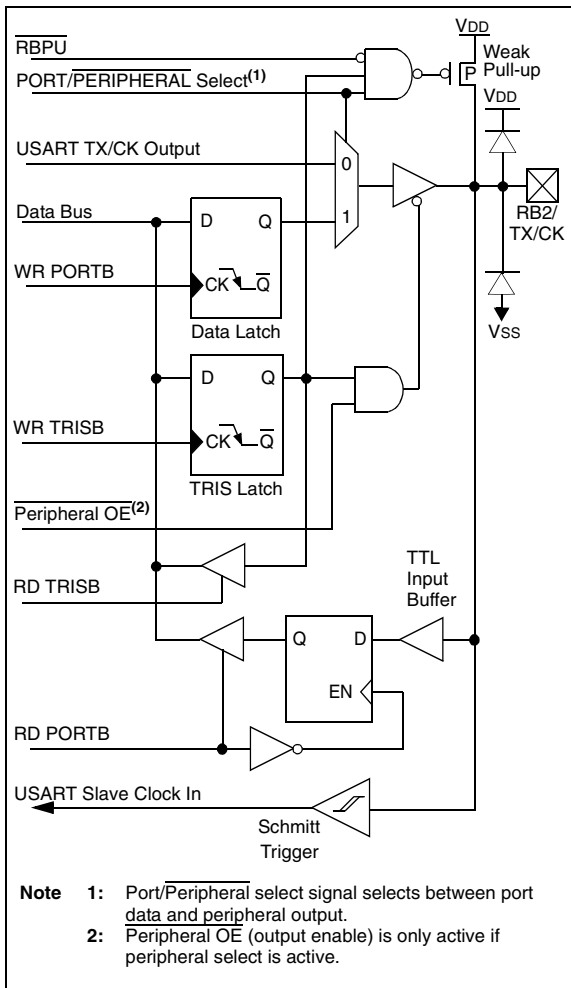 VDD
RBPU
Weak
Pull-up
P
PORT/PERIPHERAL Select(1)
VDD
USART TX/CK Output
0
Data Bus
D
Q
1
RB2/
TX/CK
WR PORTB
CK
Q
VSS
Data Latch
D
Q
WR TRISB
CK
Q
TRIS Latch
Peripheral OE(2)
TTL
Input
Buffer
RD TRISB
Q
D
EN
RD PORTB
USART Slave Clock In
Schmitt
Trigger
Note 1: Port/Peripheral select signal selects between port
data and peripheral output.
2: Peripheral OE (output enable) is only active if
peripheral select is active.